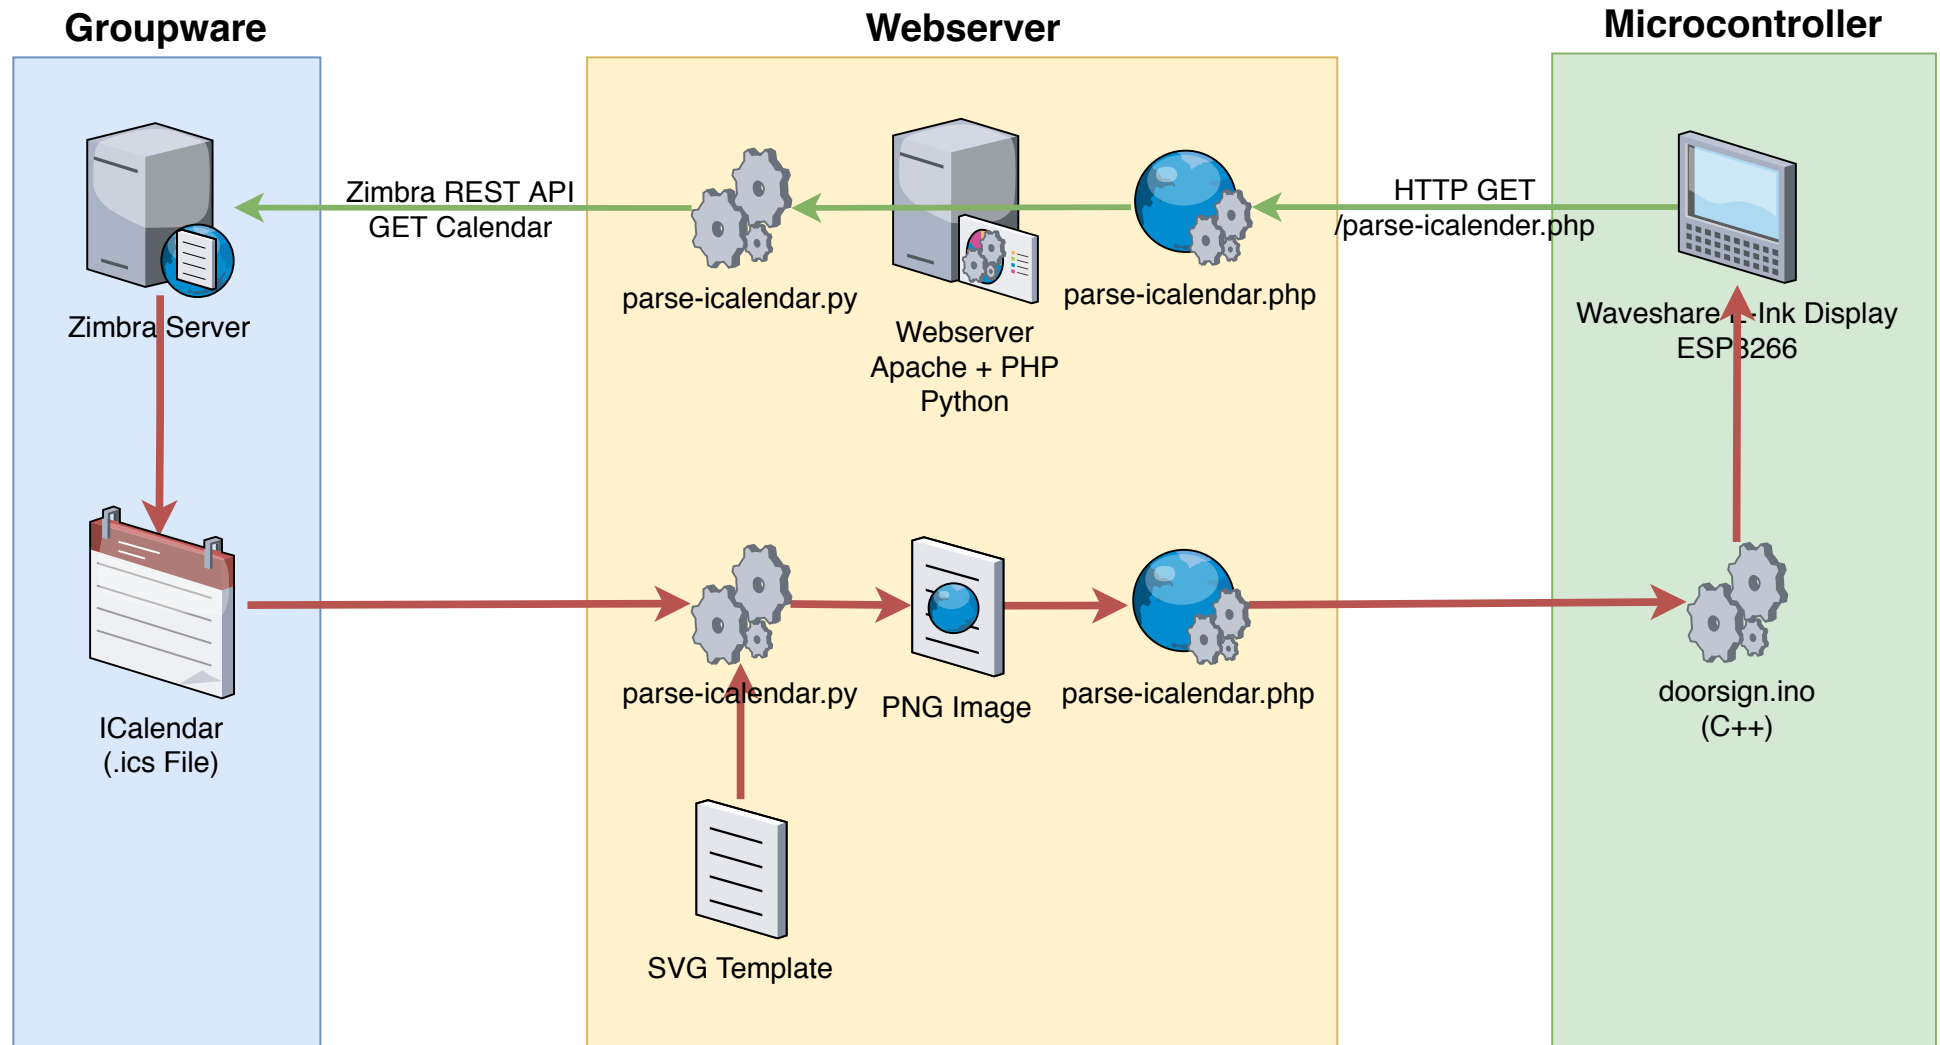 Groupware
Webserver
Microcontroller
Zimbra REST API
GET Calendar
HTTP GET
/parse-icalender.php
Zimbra Server
parse-icalendar.py
Webserver
Apache + PHP
Python
parse-icalendar.php
Waveshare E-Ink Display
ESP8266
ICalendar
(.ics File)
parse-icalendar.py
PNG Image
parse-icalendar.php
doorsign.ino
(C++)
SVG Template